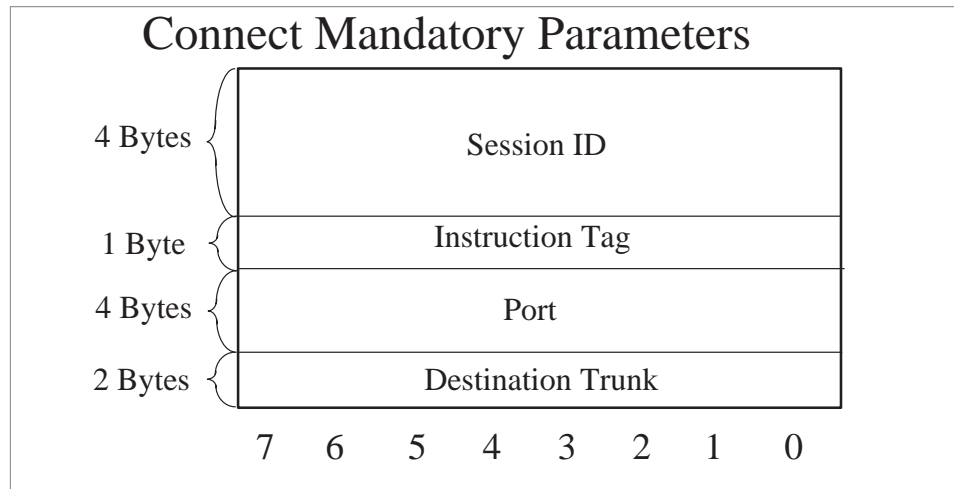 Connect Mandatory Parameters
4 Bytes
Session ID
1 Byte
Instruction Tag
4 Bytes
Port
2 Bytes
Destination Trunk
7 6 5 4 3 2 1 0